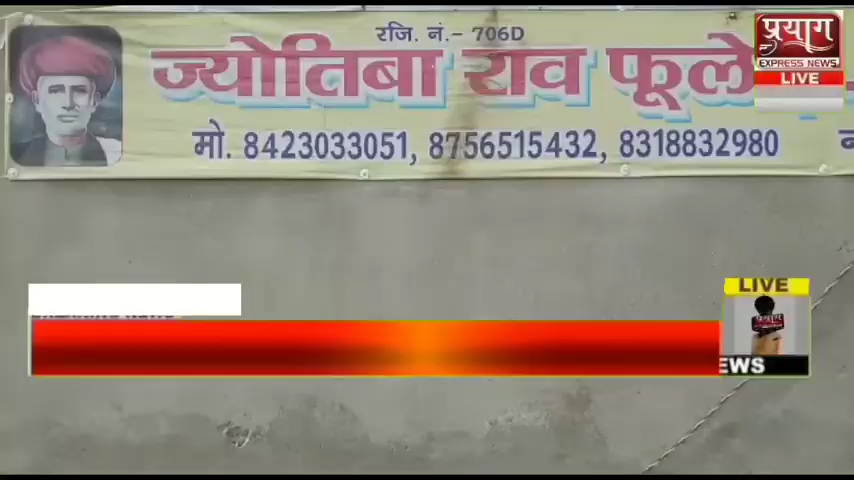 रजि. नं.- 706D
ज्योतिबा राव फूले
मो. 8423033051, 8756515432, 8318832980
प्रयाग
EXPRESS NEWS
LIVE
LIVE
EWS